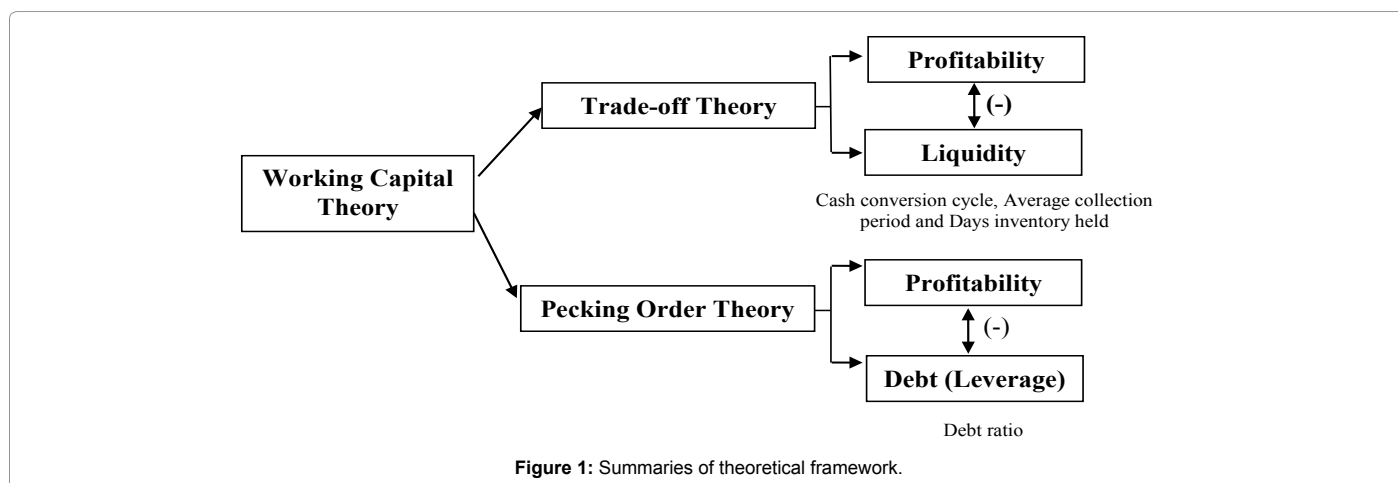 Profitability
Trade-off Theory
(-)
Liquidity
Working Capital
Theory
Cash conversion cycle, Average collection
period and Days inventory held
Profitability
Pecking Order Theory
(-)
Debt (Leverage)
Debt ratio
Figure 1: Summaries of theoretical framework.